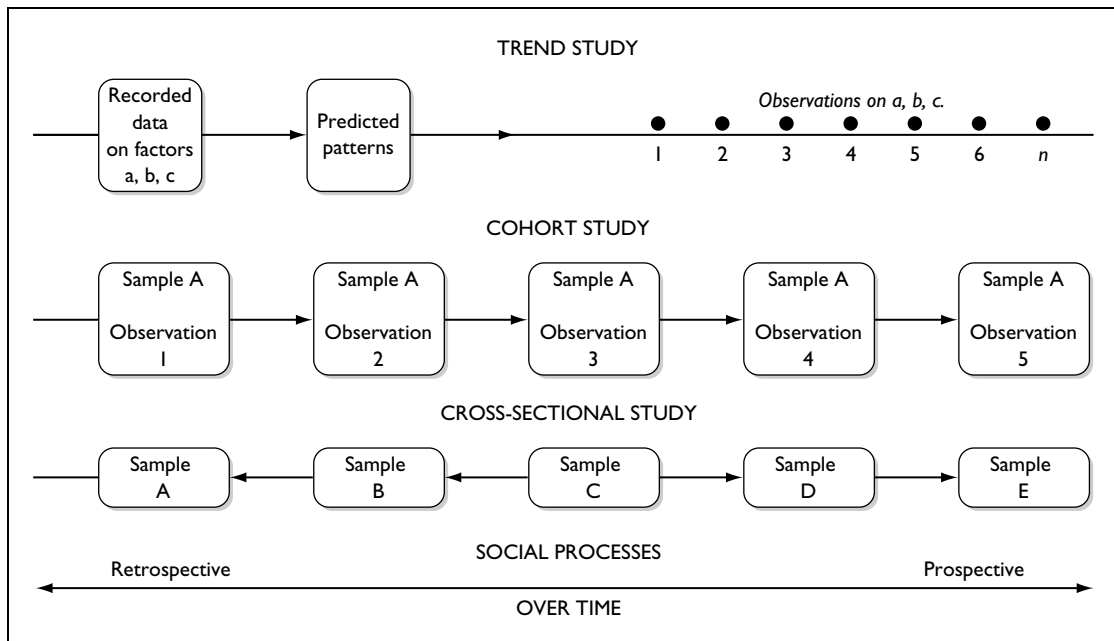 TREND STUDY
Recorded
data
on factors
a, b, c
Predicted
patterns
Observations on a, b, c.
1 2 3 4 5 6 n
COHORT STUDY
Sample A
Observation
1
Sample A
Observation
2
Sample A
Observation
3
Sample A
Observation
4
Sample A
Observation
5
CROSS-SECTIONAL STUDY
Sample
A
Sample
B
Sample
C
Sample
D
Sample
E
SOCIAL PROCESSES
Retrospective
Prospective
OVER TIME